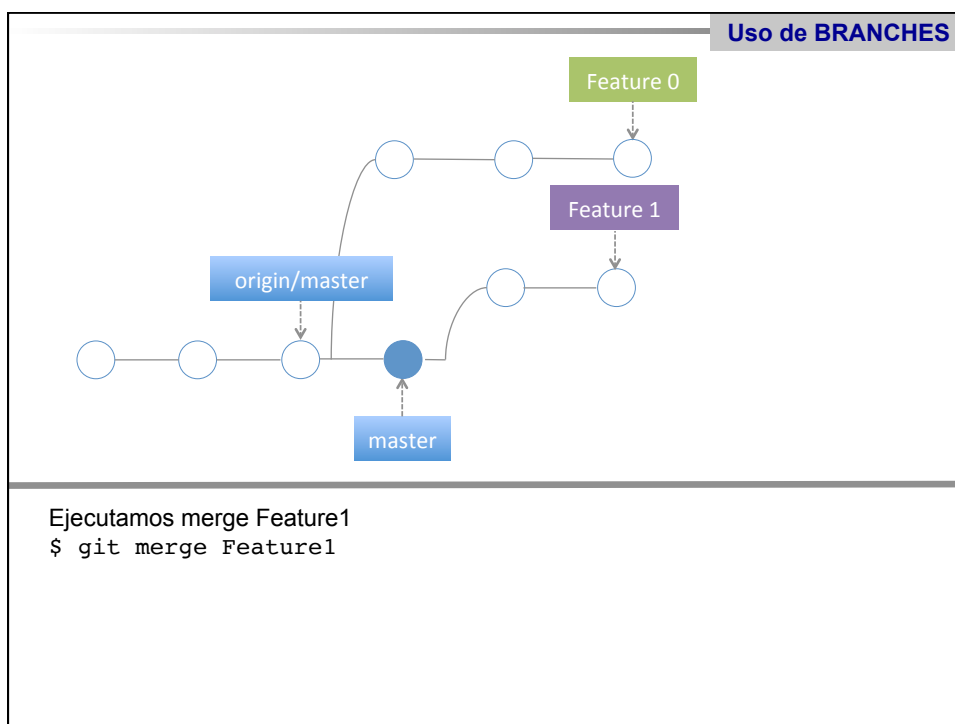 Uso de BRANCHES
Feature 0
Feature 1
origin/master
master
Ejecutamos merge Feature1
$ git merge Feature1